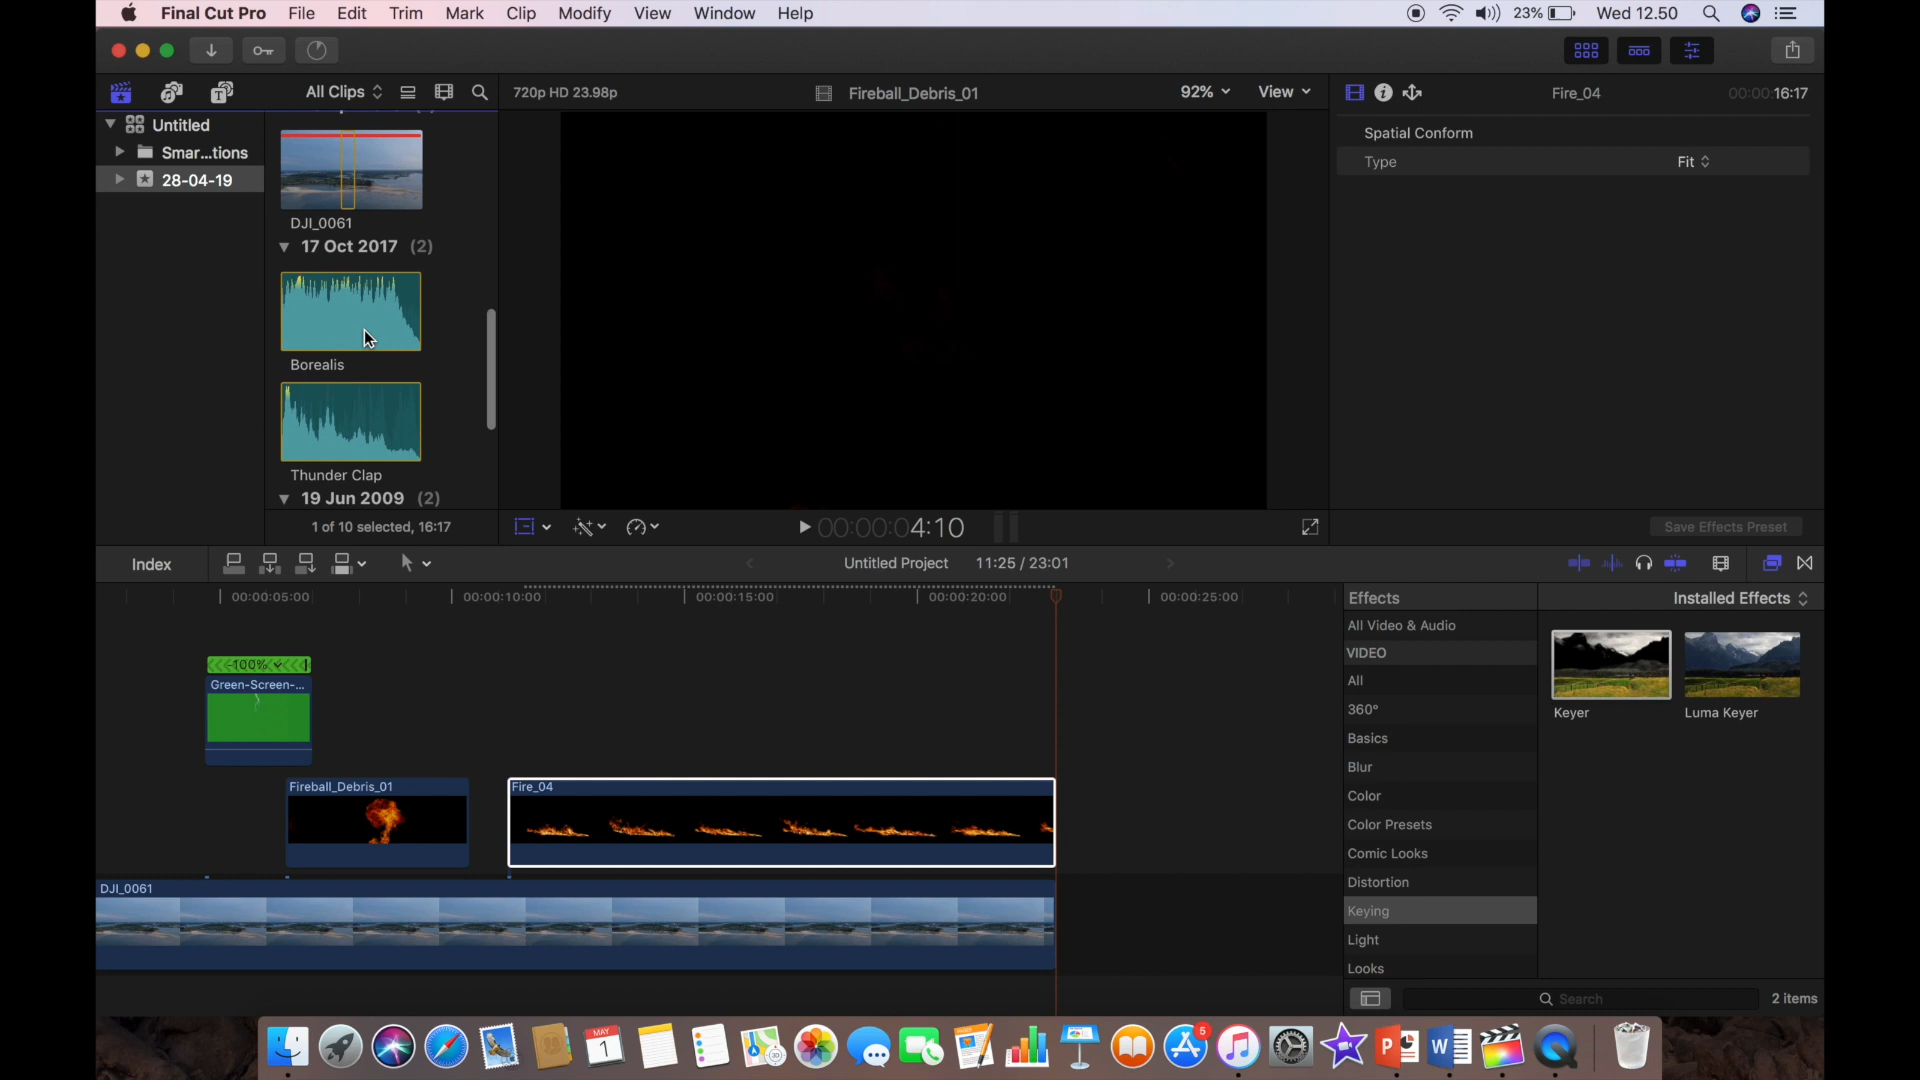 Final Cut Pro File Edit Trim Mark Clip Modify View Window Help 23% Wed 12.50
All Clips 720p HD 23.98p Fireball_Debris_01 92% View Fire_04 00:00:16:17
Untitled
Smar...tions
28-04-19
DJI_0061
17 Oct 2017 (2)
Borealis
Thunder Clap
19 Jun 2009 (2)
1 of 10 selected, 16:17
Spatial Conform
Type Fit
00:00:04:10
Save Effects Preset
Index Untitled Project 11:25 / 23:01
00:00:05:00 00:00:10:00 00:00:15:00 00:00:20:00 00:00:25:00
-100%
Green-Screen-...
Fireball_Debris_01 Fire_04
DJI_0061
Effects Installed Effects
All Video & Audio
VIDEO
All
360°
Basics
Blur
Color
Color Presets
Comic Looks
Distortion
Keying
Light
Looks
Keyer Luma Keyer
Search 2 items
MAY
1
3D
5
P
W